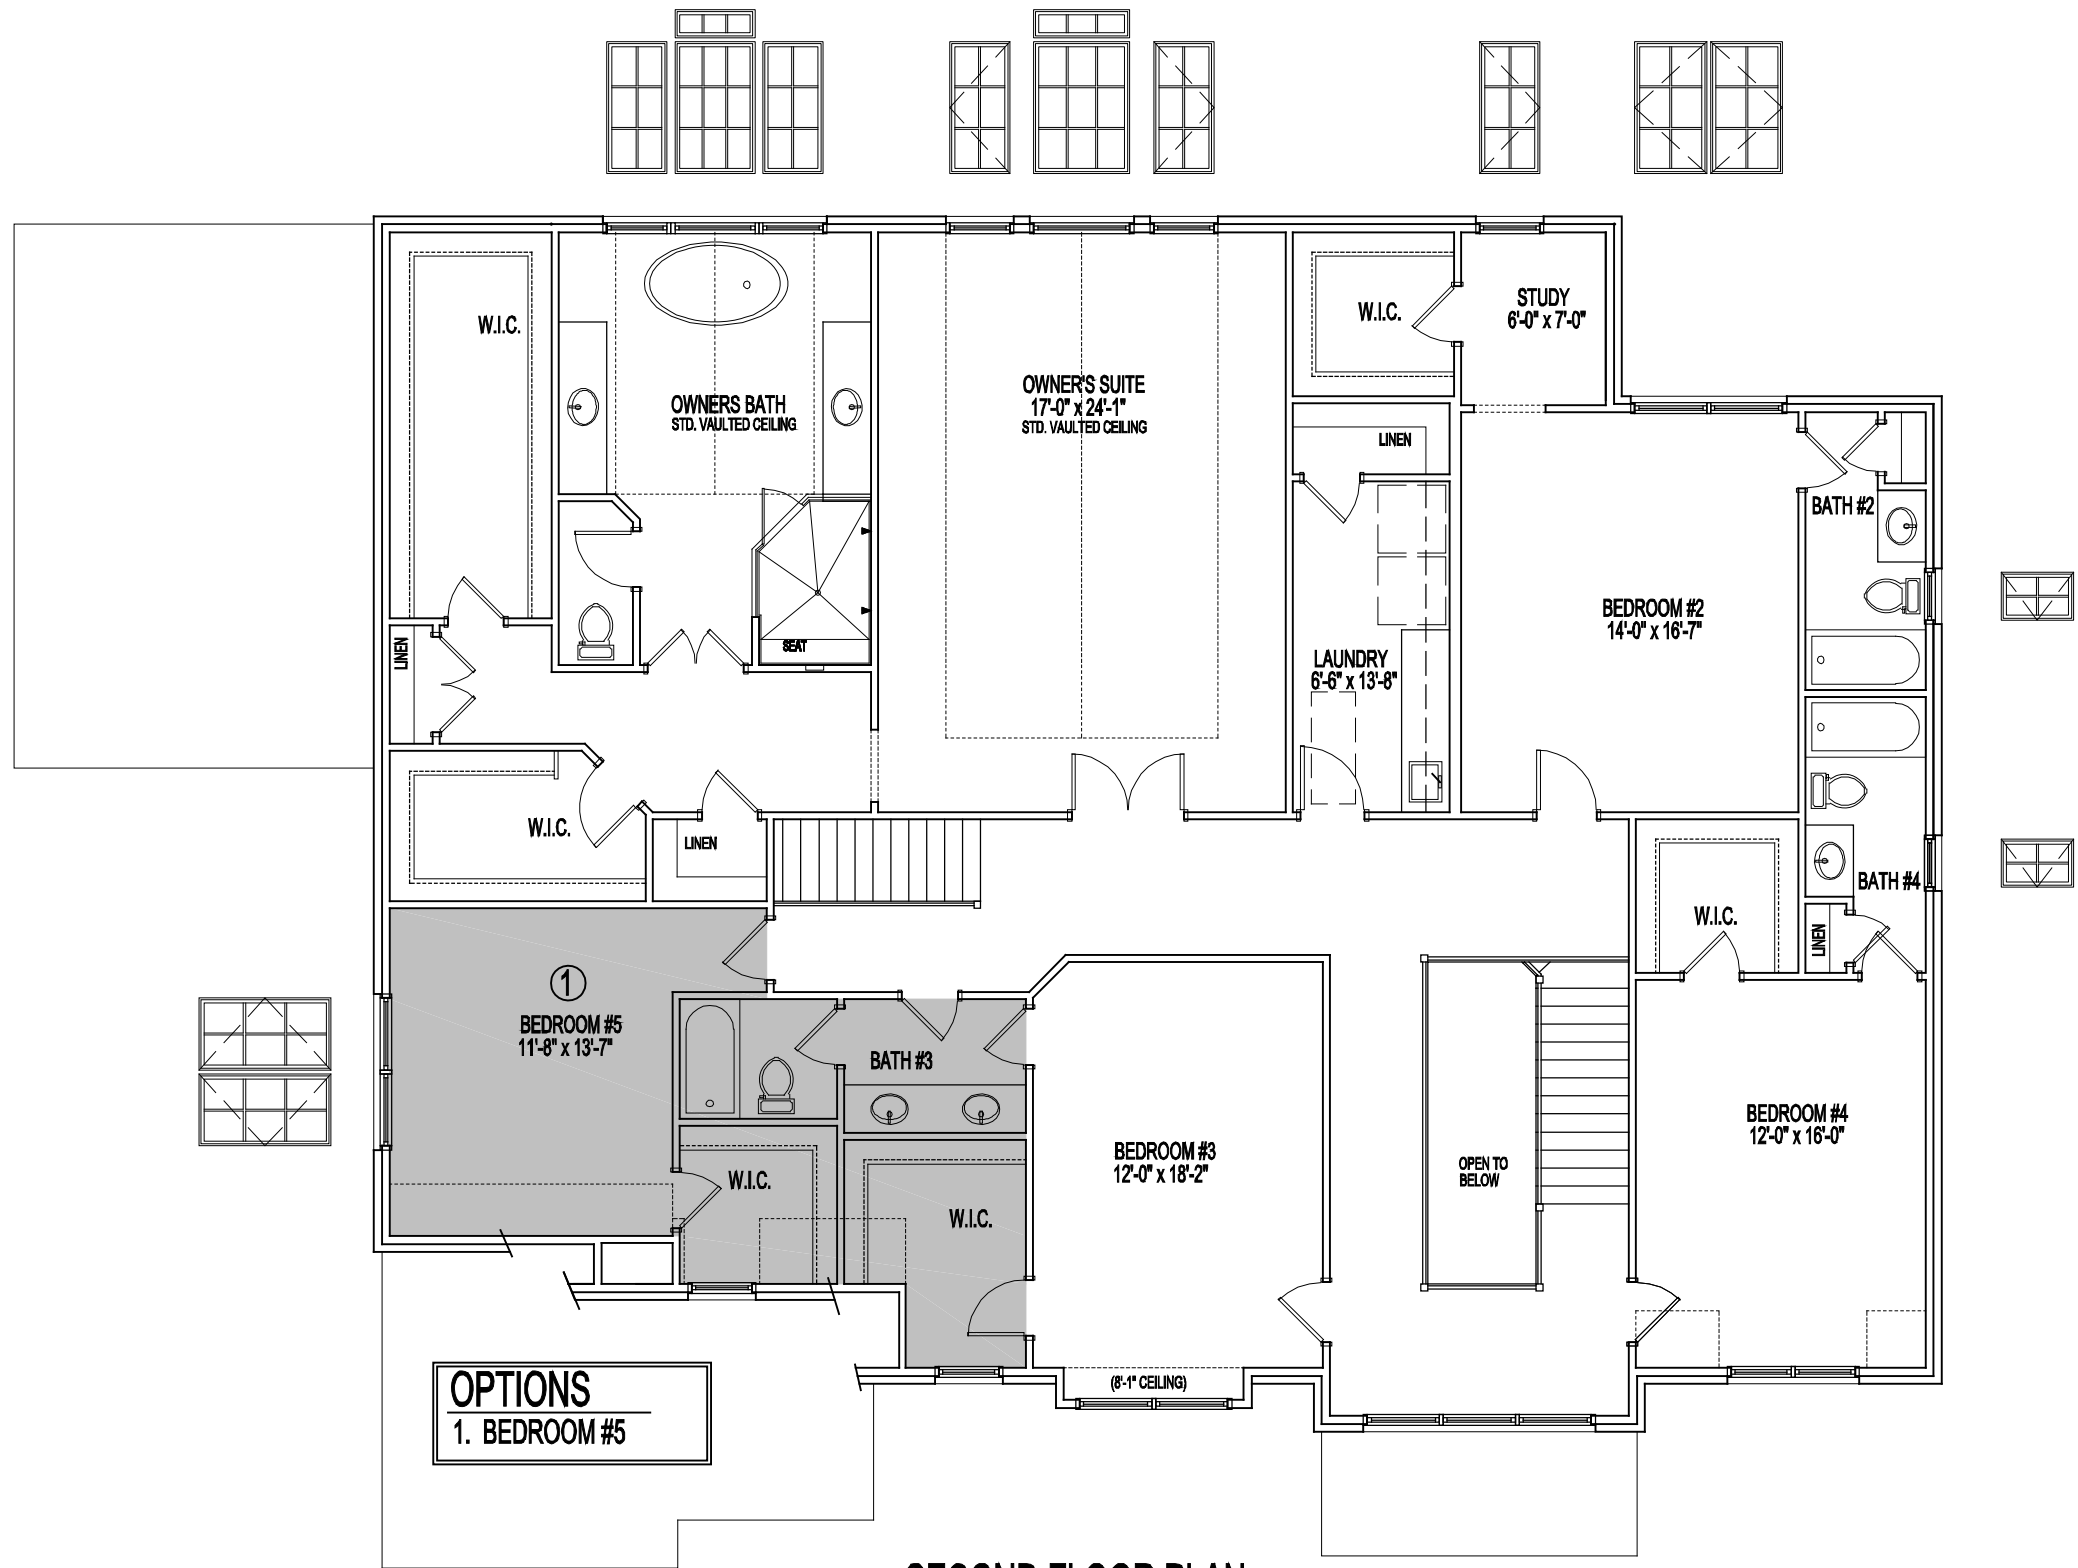 W.I.C.
OWNERS BATH
STD. VAULTED CEILING
OWNER'S SUITE
17'-0" x 24'-1"
STD. VAULTED CEILING
W.I.C.
STUDY
6'-0" x 7'-0"
LINEN
BATH #2
BEDROOM #2
14'-0" x 16'-7"
LINEN
SEAT
LAUNDRY
6'-6" x 13'-8"
W.I.C.
LINEN
BATH #4
W.I.C.
LINEN
1
BEDROOM #5
11'-8" x 13'-7"
BATH #3
BEDROOM #3
12'-0" x 18'-2"
BEDROOM #4
12'-0" x 16'-0"
OPEN TO
BELOW
W.I.C.
W.I.C.
(8'-1" CEILING)
OPTIONS
1. BEDROOM #5
SECOND FLOOR PLAN